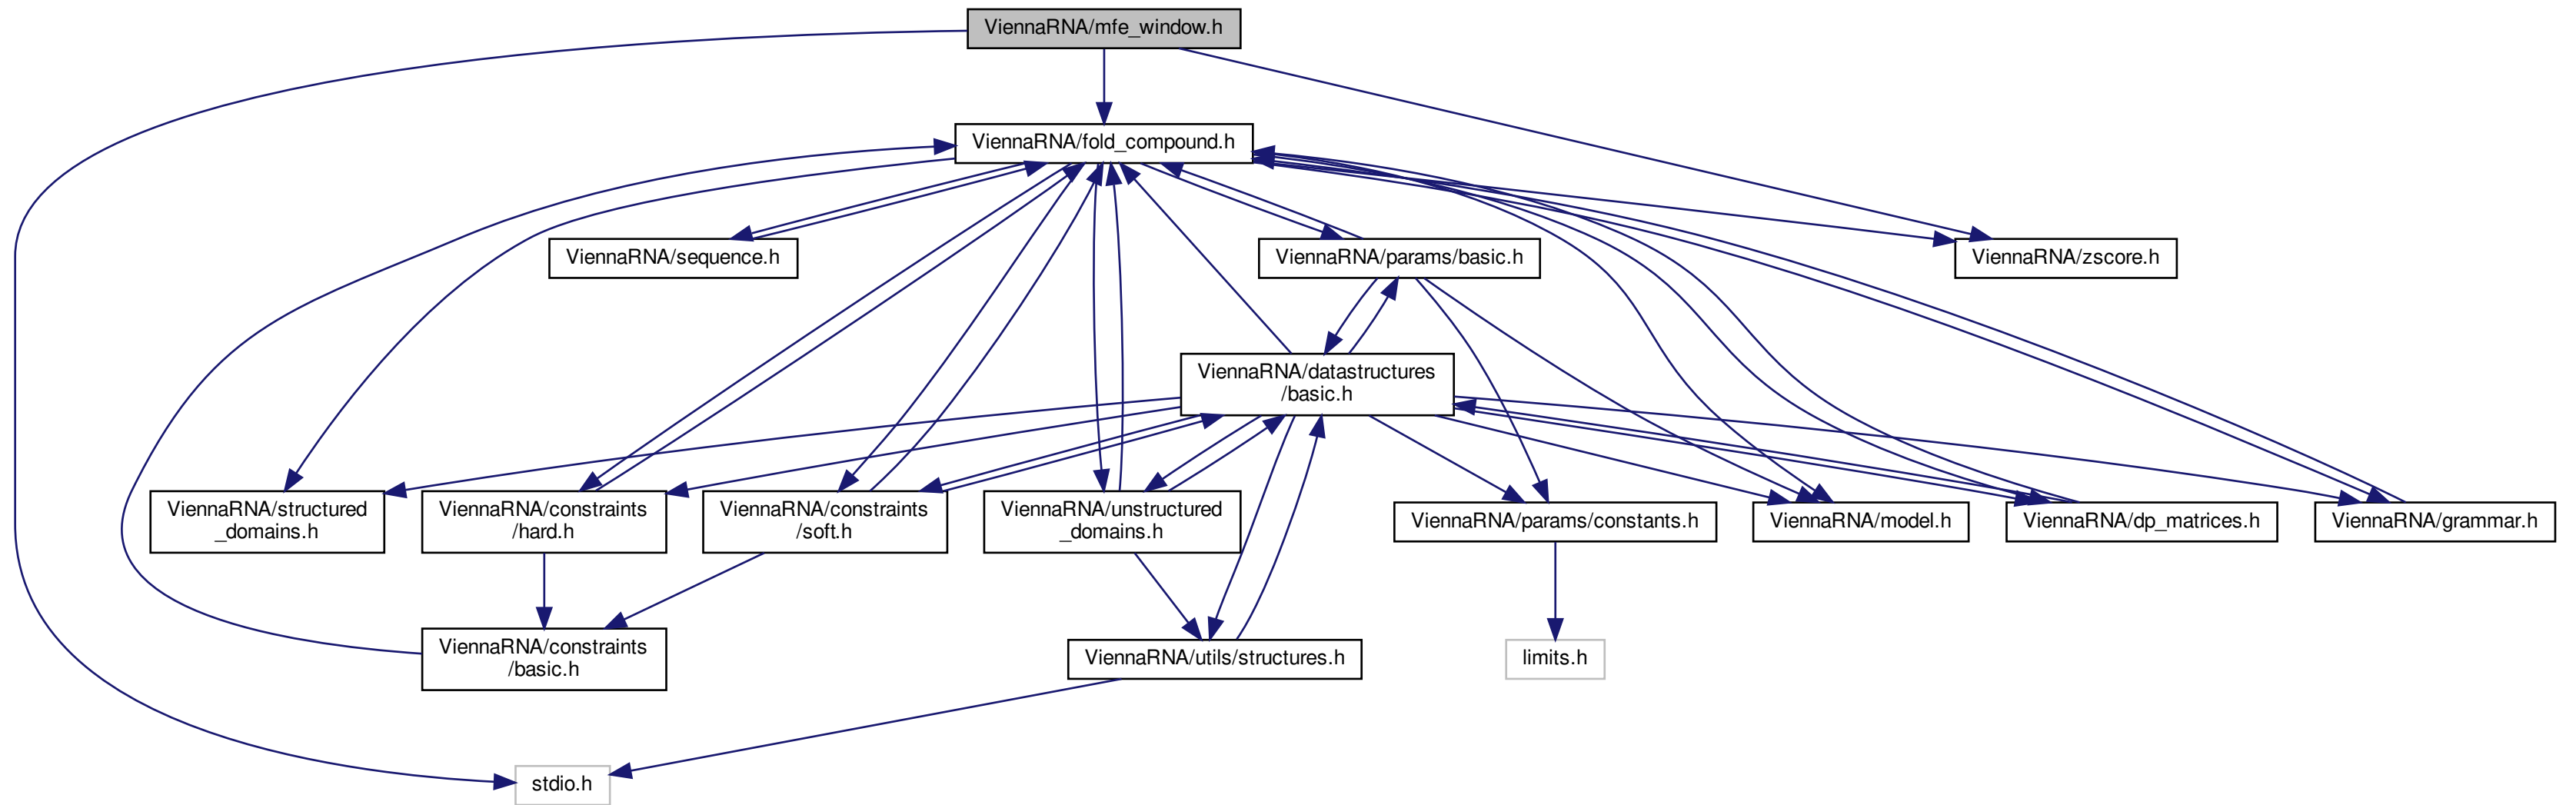 ViennaRNA/mfe_window.h
ViennaRNA/fold_compound.h
ViennaRNA/sequence.h
ViennaRNA/params/basic.h
ViennaRNA/zscore.h
ViennaRNA/datastructures
/basic.h
ViennaRNA/structured
_domains.h
ViennaRNA/constraints
/hard.h
ViennaRNA/constraints
/soft.h
ViennaRNA/unstructured
_domains.h
ViennaRNA/params/constants.h
ViennaRNA/model.h
ViennaRNA/dp_matrices.h
ViennaRNA/grammar.h
ViennaRNA/constraints
/basic.h
ViennaRNA/utils/structures.h
limits.h
stdio.h